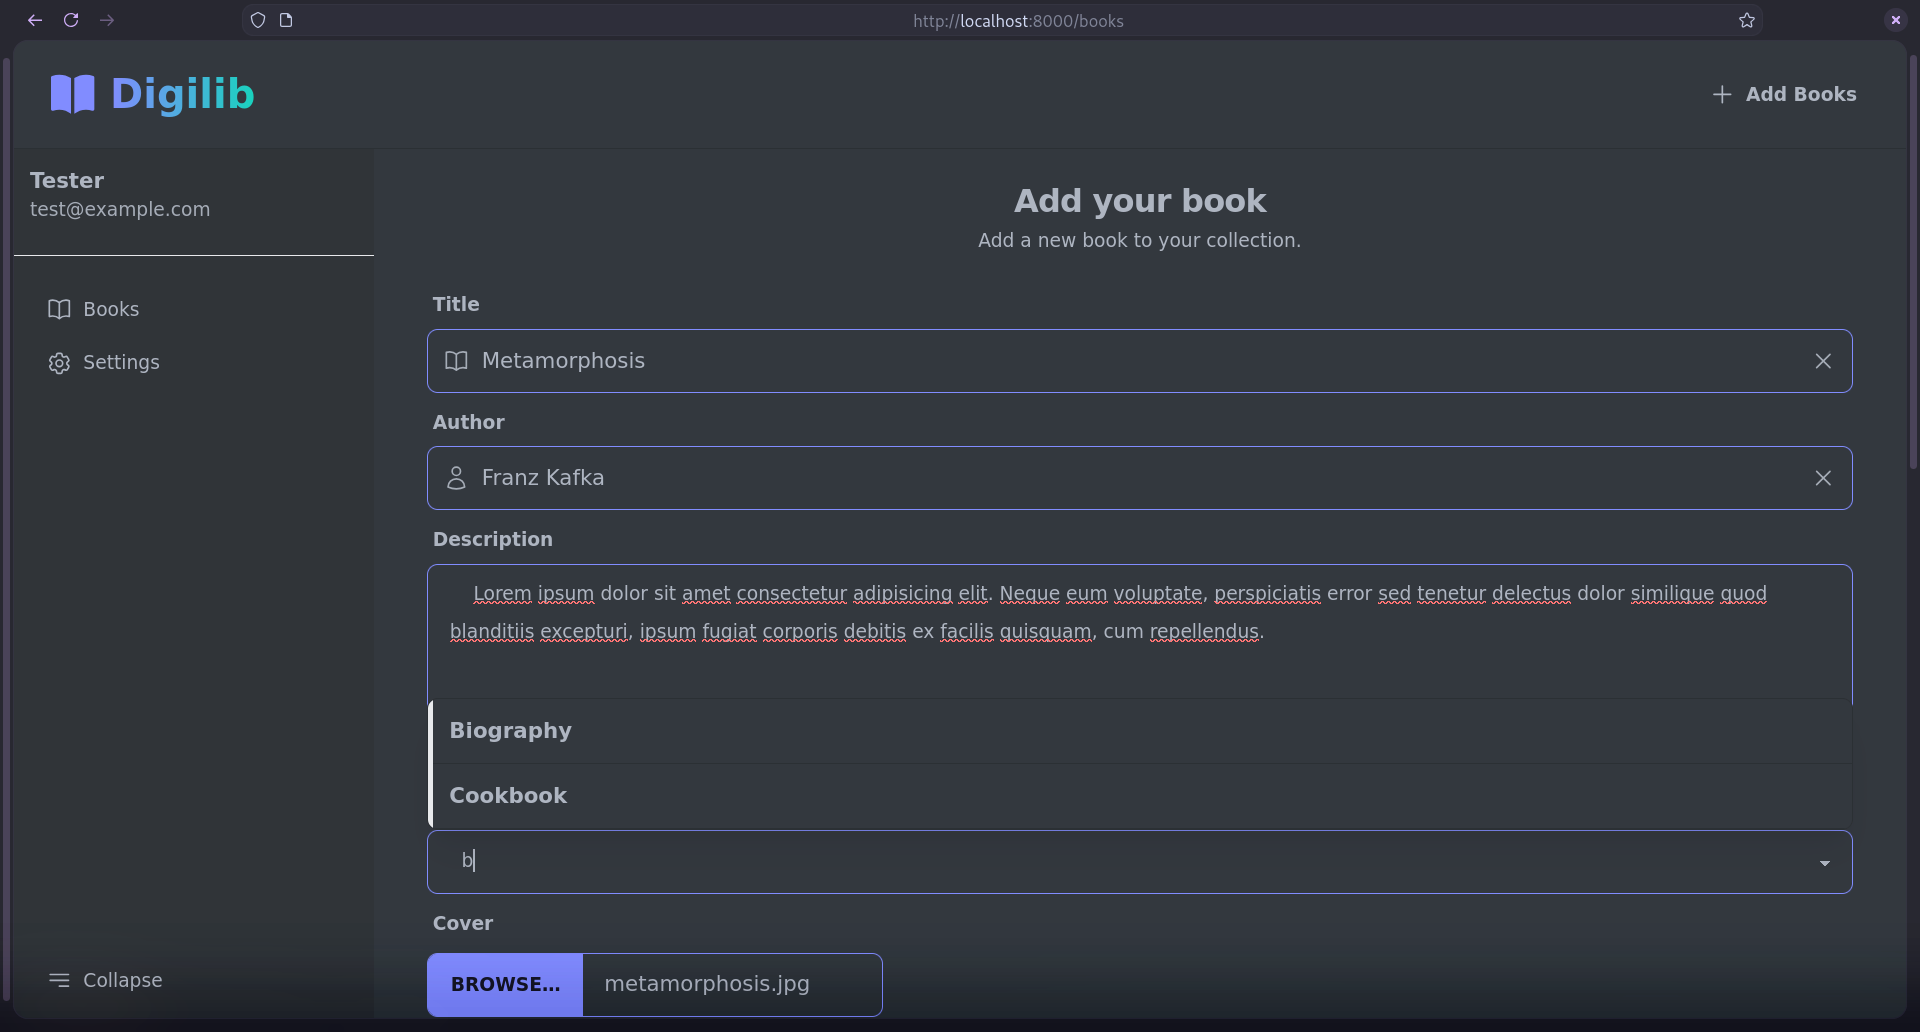 http://localhost:8000/books
Digilib
Add Books
Tester
test@example.com
Books
Settings
Collapse
Add your book
Add a new book to your collection.
Title
Metamorphosis
Author
Franz Kafka
Description
Lorem ipsum dolor sit amet consectetur adipisicing elit. Neque eum voluptate, perspiciatis error sed tenetur delectus dolor similique quod
blanditiis excepturi, ipsum fugiat corporis debitis ex facilis quisquam, cum repellendus.
Biography
Cookbook
b
Cover
BROWSE... metamorphosis.jpg